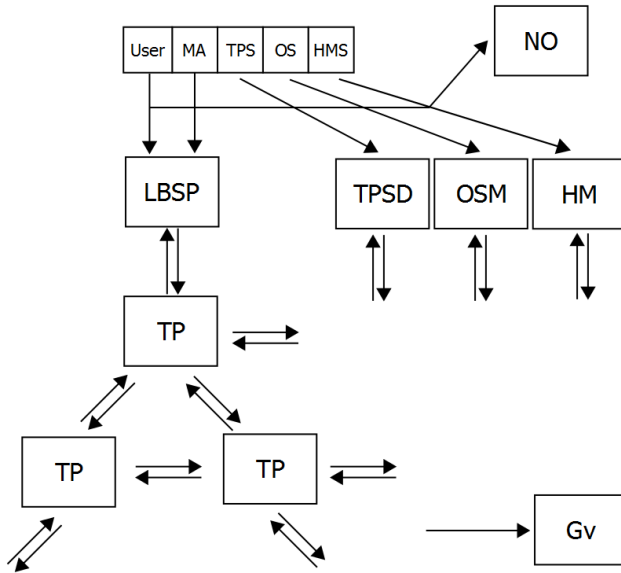 NO
User MA TPS OS HMS
LBSP TPSD OSM HM
TP
TP TP
Gv